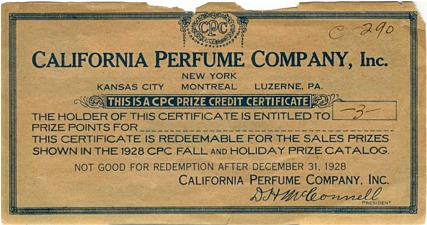 C-290
CPC
CALIFORNIA PERFUME COMPANY, Inc.
NEW YORK
KANSAS CITY MONTREAL LUZERNE, PA.
THIS IS A CPC PRIZE CREDIT CERTIFICATE
THE HOLDER OF THIS CERTIFICATE IS ENTITLED TO -3-
PRIZE POINTS FOR
THIS CERTIFICATE IS REDEEMABLE FOR THE SALES PRIZES
SHOWN IN THE 1928 CPC FALL AND HOLIDAY PRIZE CATALOG.
NOT GOOD FOR REDEMPTION AFTER DECEMBER 31, 1928
CALIFORNIA PERFUME COMPANY, INC.
D H McConnell
PRESIDENT